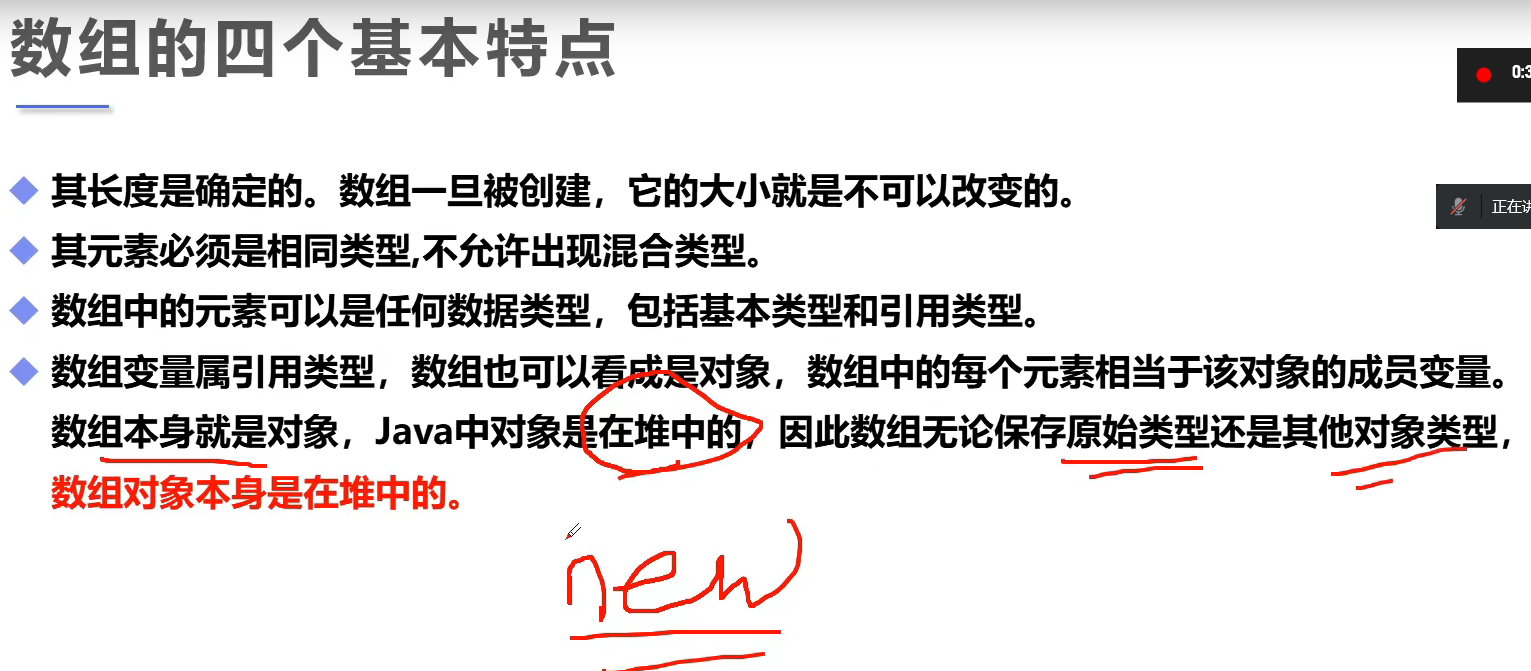 数组的四个基本特点
0:3
其长度是确定的。数组一旦被创建，它的大小就是不可以改变的。
正在讲
其元素必须是相同类型,不允许出现混合类型。
数组中的元素可以是任何数据类型，包括基本类型和引用类型。
数组变量属引用类型，数组也可以看成是对象，数组中的每个元素相当于该对象的成员变量。
数组本身就是对象，Java中对象是在堆中的，因此数组无论保存原始类型还是其他对象类型，
数组对象本身是在堆中的。
new